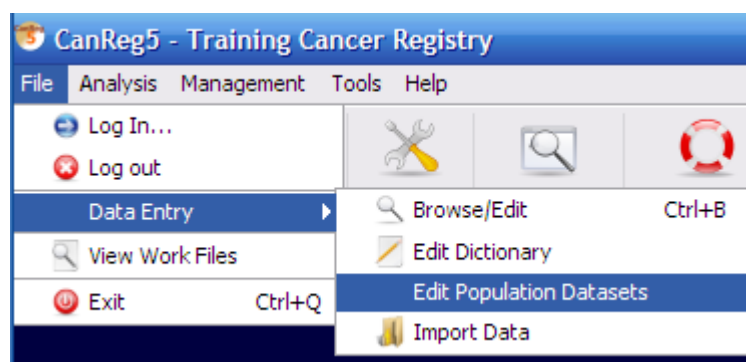 CanReg5 - Training Cancer Registry
File Analysis Management Tools Help
Log In...
Log out
Data Entry
View Work Files
Exit Ctrl+Q
Browse/Edit Ctrl+B
Edit Dictionary
Edit Population Datasets
Import Data